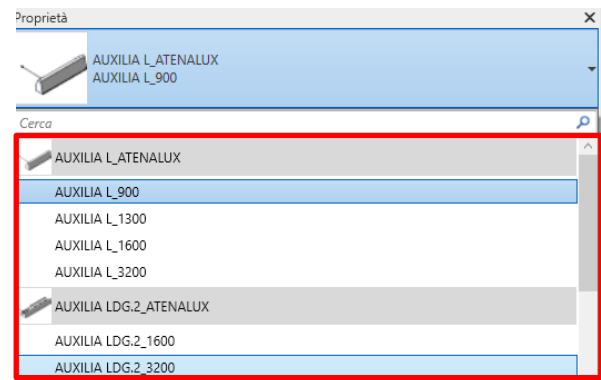 Proprietà
AUXILIA L_ATENALUX
AUXILIA L_900
Cerca
AUXILIA L_ATENALUX
AUXILIA L_900
AUXILIA L_1300
AUXILIA L_1600
AUXILIA L_3200
AUXILIA LDG.2_ATENALUX
AUXILIA LDG.2_1600
AUXILIA LDG.2_3200